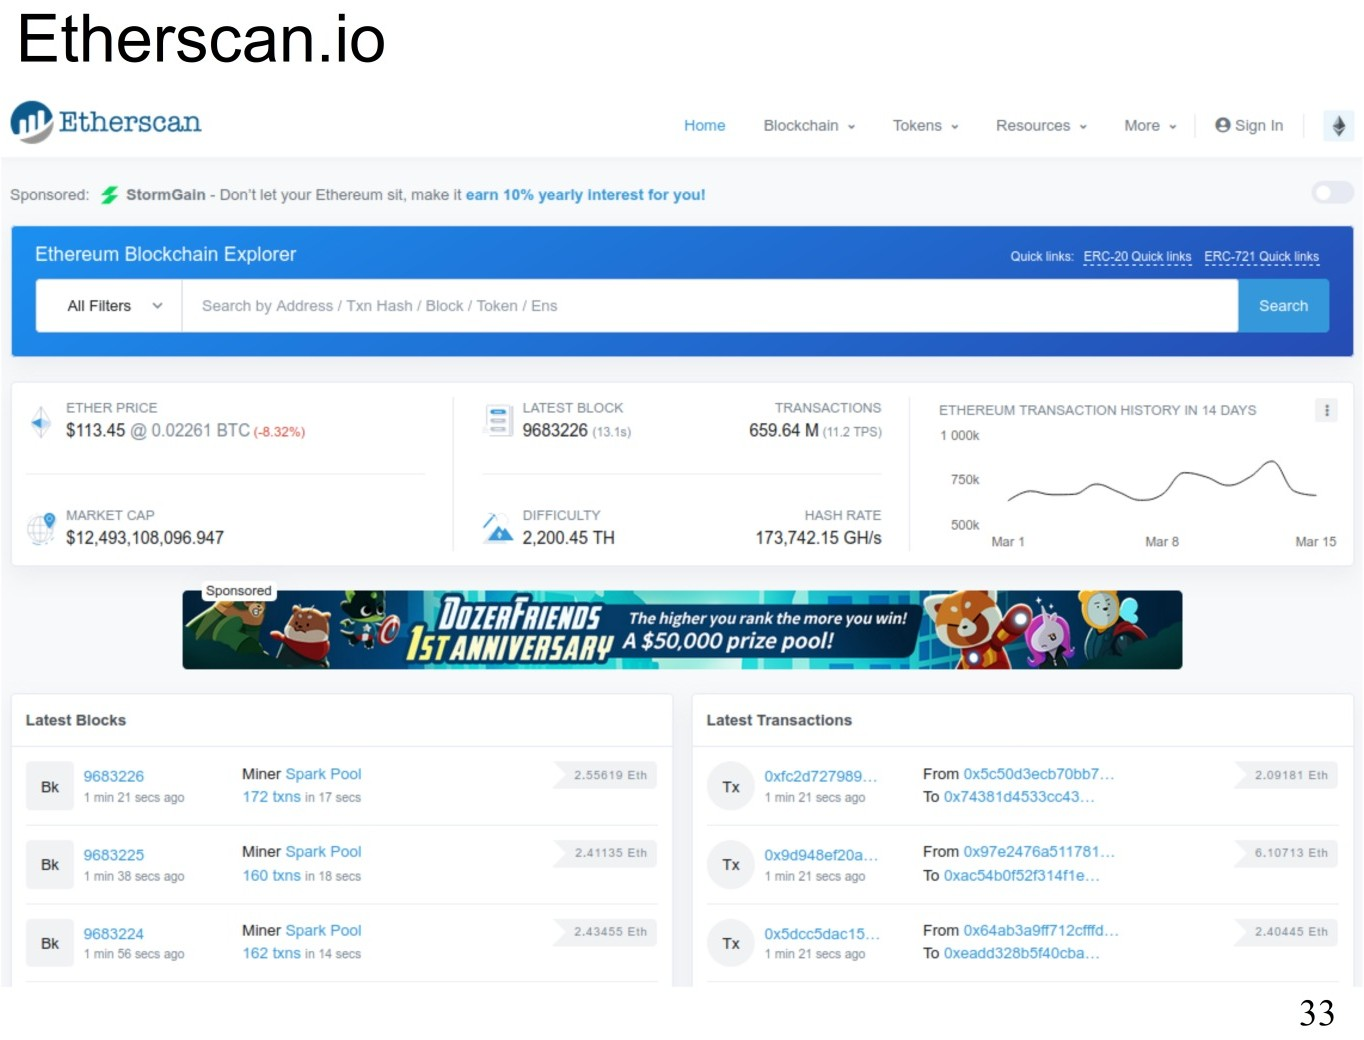 Etherscan.io
Etherscan
Home Blockchain Tokens Resources More Sign In
Sponsored: StormGain - Don't let your Ethereum sit, make it earn 10% yearly interest for you!
Ethereum Blockchain Explorer
Quick links: ERC-20 Quick links ERC-721 Quick links
All Filters Search by Address / Txn Hash / Block / Token / Ens Search
ETHER PRICE
$113.45 @ 0.02261 BTC (-8.32%)
MARKET CAP
$12,493,108,096.947
LATEST BLOCK
9683226 (13.1s)
TRANSACTIONS
659.64 M (11.2 TPS)
DIFFICULTY
2,200.45 TH
HASH RATE
173,742.15 GH/s
ETHEREUM TRANSACTION HISTORY IN 14 DAYS
1 000k
750k
500k
Mar 1 Mar 8 Mar 15
Sponsored
DOZERFRIENDS
1ST ANNIVERSARY
The higher you rank the more you win!
A $50,000 prize pool!
Latest Blocks
Bk 9683226 Miner Spark Pool 2.55619 Eth
1 min 21 secs ago 172 txns in 17 secs
Bk 9683225 Miner Spark Pool 2.41135 Eth
1 min 38 secs ago 160 txns in 18 secs
Bk 9683224 Miner Spark Pool 2.43455 Eth
1 min 56 secs ago 162 txns in 14 secs
Latest Transactions
Tx 0xfc2d727989... From 0x5c50d3ecb70bb7... 2.09181 Eth
1 min 21 secs ago To 0x74381d4533cc43...
Tx 0x9d948ef20a... From 0x97e2476a511781... 6.10713 Eth
1 min 21 secs ago To 0xac54b0f52f314f1e...
Tx 0x5dcc5dac15... From 0x64ab3a9ff712cfffd... 2.40445 Eth
1 min 21 secs ago To 0xeadd328b5f40cba...
33